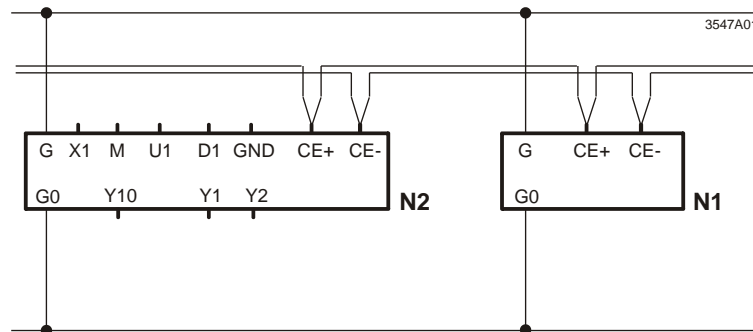 3547A01
G X1 M U1 D1 GND CE+ CE-
G0 Y10 Y1 Y2
N2
G CE+ CE-
G0
N1